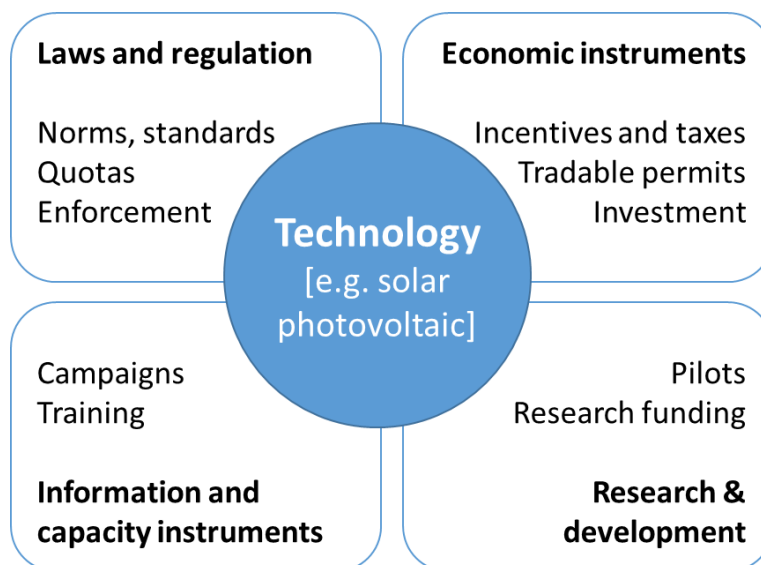 Laws and regulation
Norms, standards
Quotas
Enforcement
Economic instruments
Incentives and taxes
Tradable permits
Investment
Technology
[e.g. solar
photovoltaic]
Campaigns
Training
Information and
capacity instruments
Pilots
Research funding
Research &
development